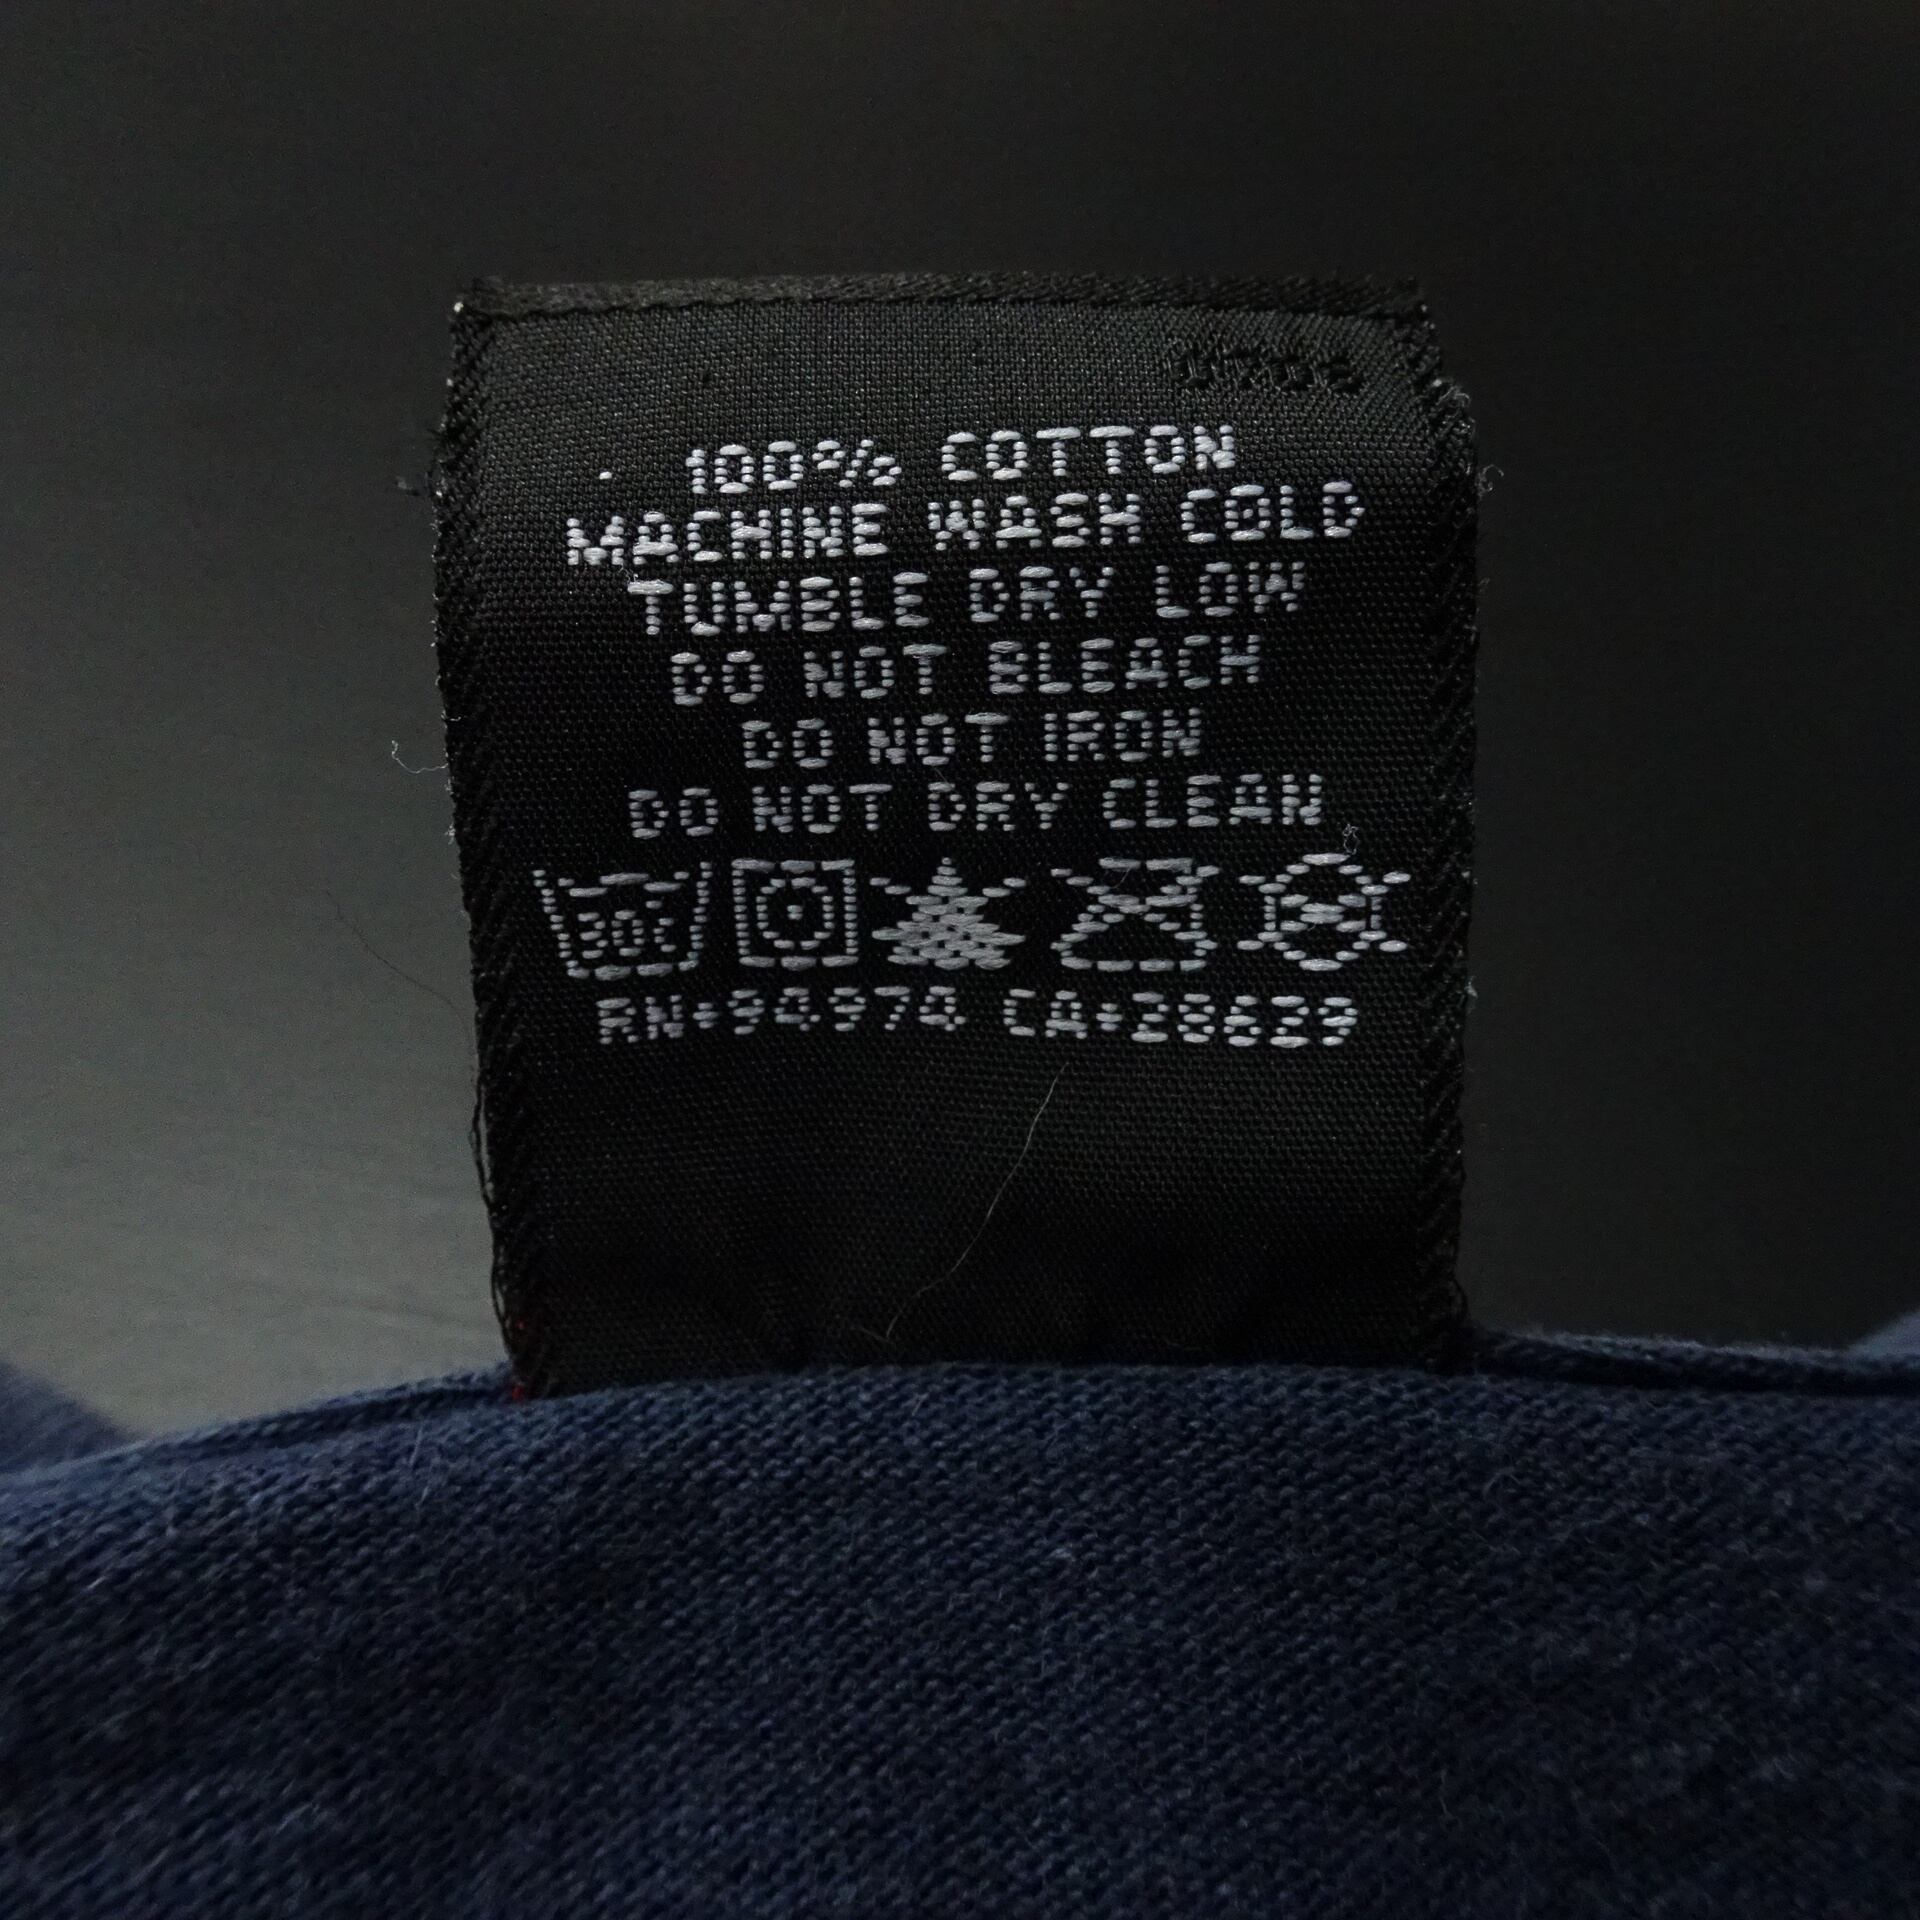 100% COTTON
MACHINE WASH COLD
TUMBLE DRY LOW
DO NOT BLEACH
DO NOT IRON
DO NOT DRY CLEAN
30C
RN+94974 CA+28629